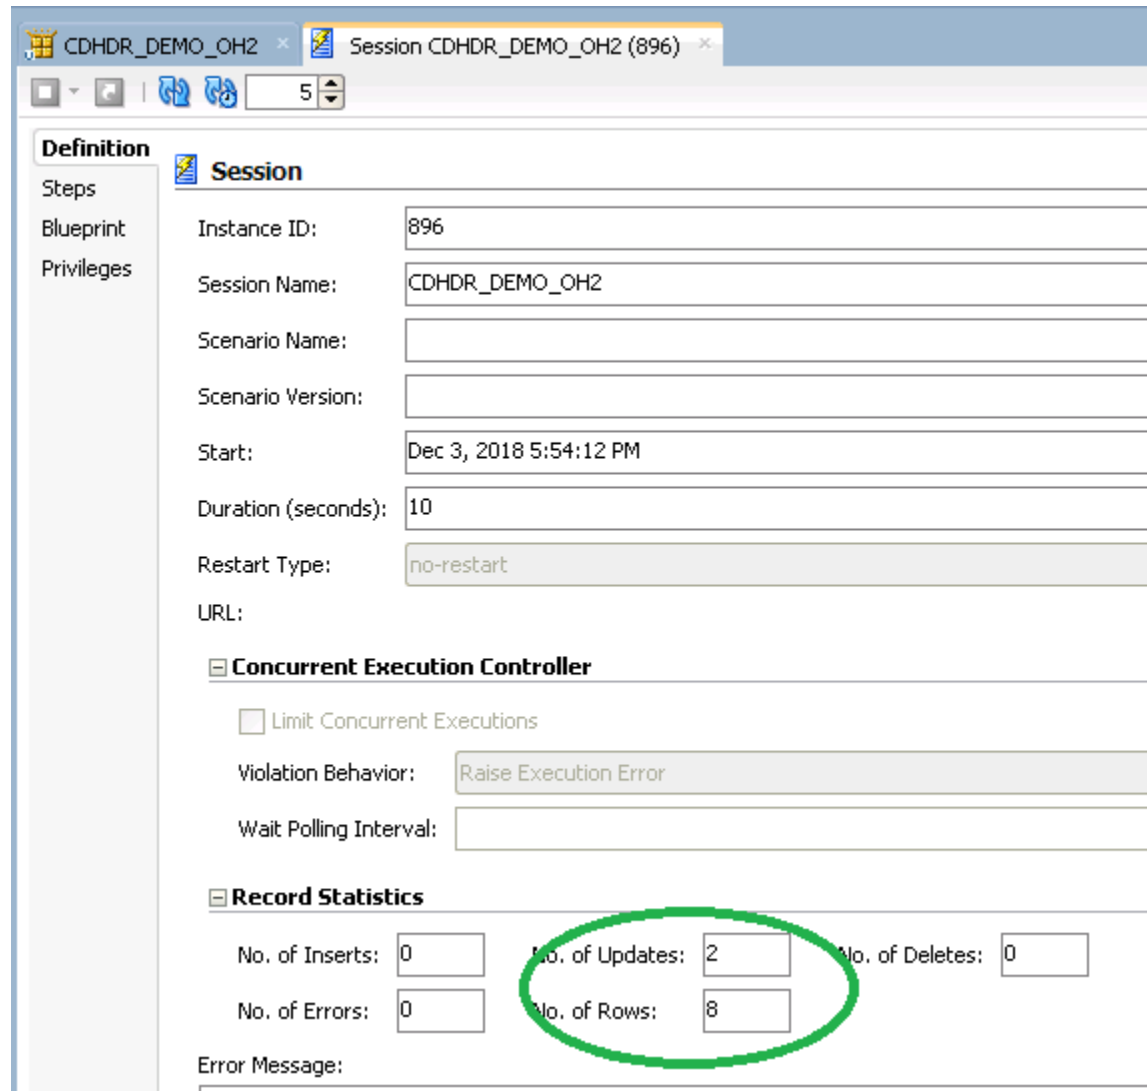 CDHDR_DEMO_OH2 × Session CDHDR_DEMO_OH2 (896) ×
5
Definition
Steps
Blueprint
Privileges
Session
Instance ID: 896
Session Name: CDHDR_DEMO_OH2
Scenario Name:
Scenario Version:
Start: Dec 3, 2018 5:54:12 PM
Duration (seconds): 10
Restart Type: no-restart
URL:
Concurrent Execution Controller
Limit Concurrent Executions
Violation Behavior: Raise Execution Error
Wait Polling Interval:
Record Statistics
No. of Inserts: 0 No. of Updates: 2 No. of Deletes: 0
No. of Errors: 0 No. of Rows: 8
Error Message: